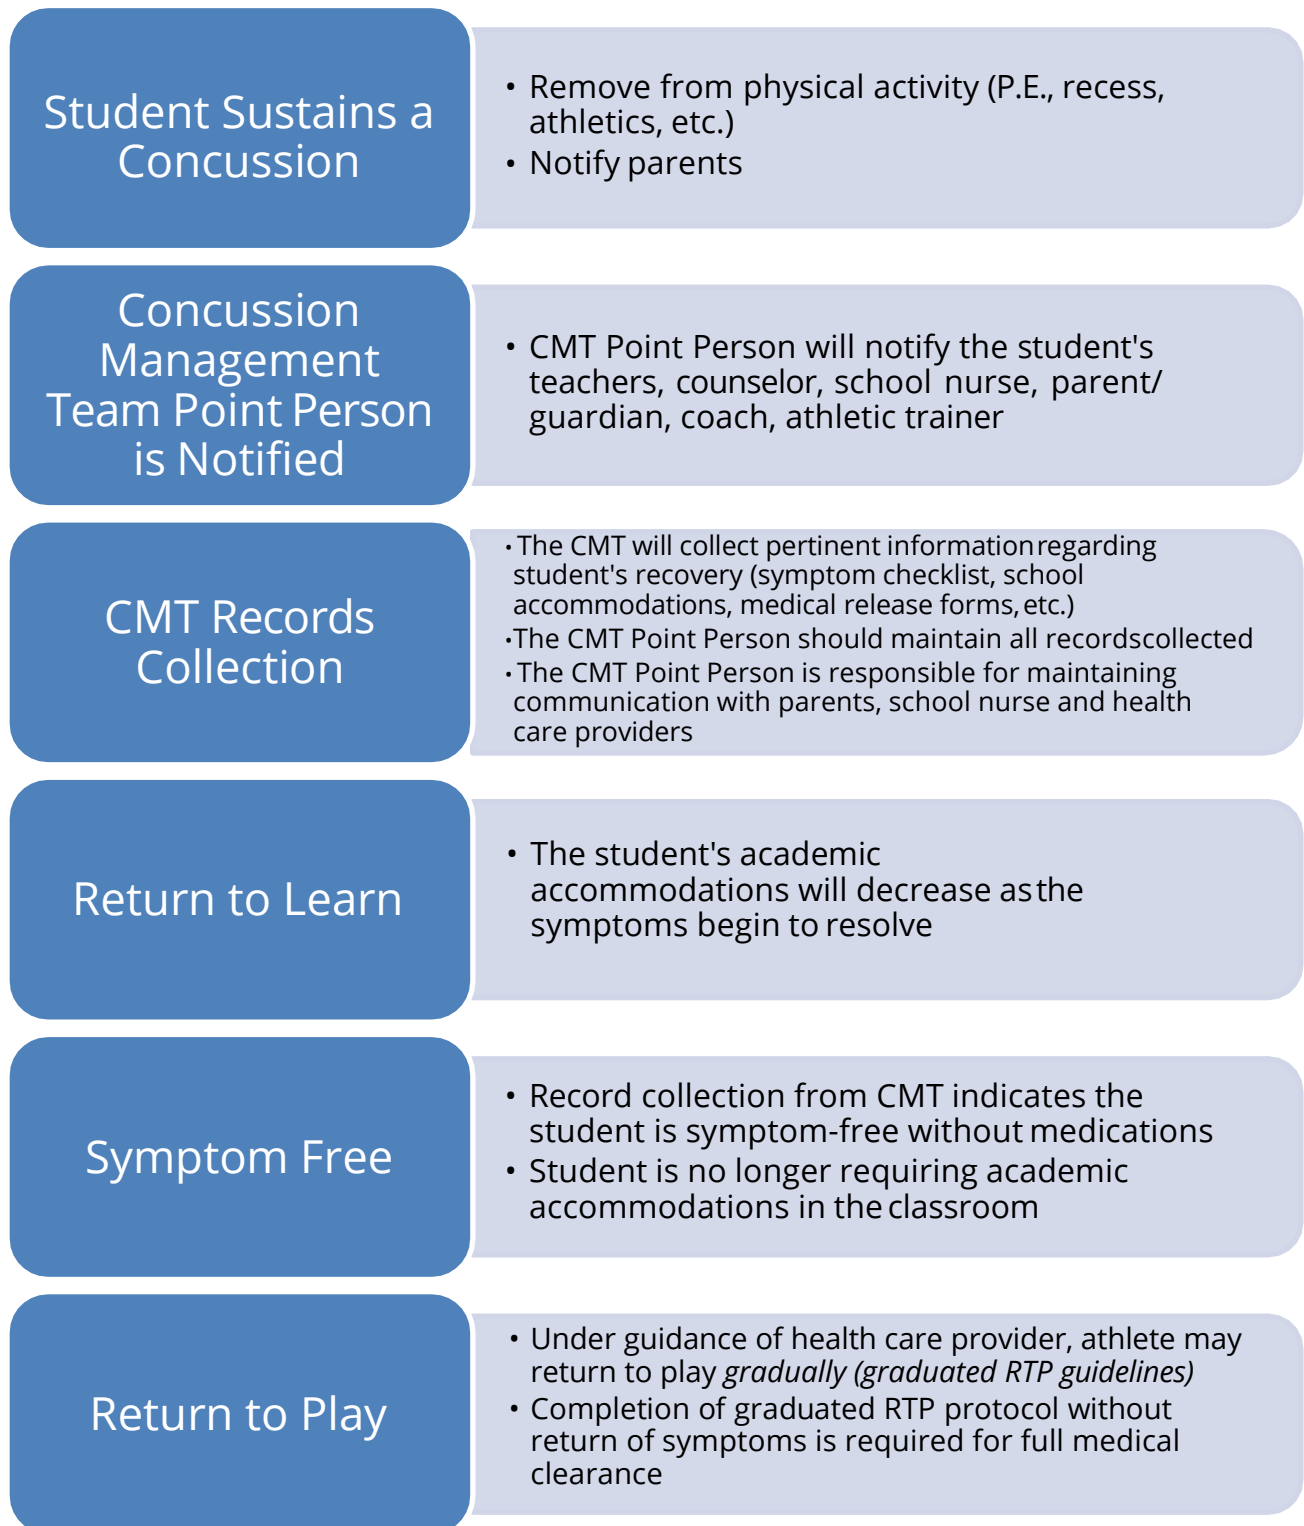 Student Sustains a
Concussion
• Remove from physical activity (P.E., recess,
athletics, etc.)
• Notify parents
Concussion
Management
Team Point Person
is Notified
• CMT Point Person will notify the student's
teachers, counselor, school nurse, parent/
guardian, coach, athletic trainer
CMT Records
Collection
• The CMT will collect pertinent information regarding
student's recovery (symptom checklist, school
accommodations, medical release forms, etc.)
•The CMT Point Person should maintain all recordscollected
• The CMT Point Person is responsible for maintaining
communication with parents, school nurse and health
care providers
Return to Learn
• The student's academic
accommodations will decrease as the
symptoms begin to resolve
Symptom Free
• Record collection from CMT indicates the
student is symptom-free without medications
• Student is no longer requiring academic
accommodations in the classroom
Return to Play
• Under guidance of health care provider, athlete may
return to play gradually (graduated RTP guidelines)
• Completion of graduated RTP protocol without
return of symptoms is required for full medical
clearance